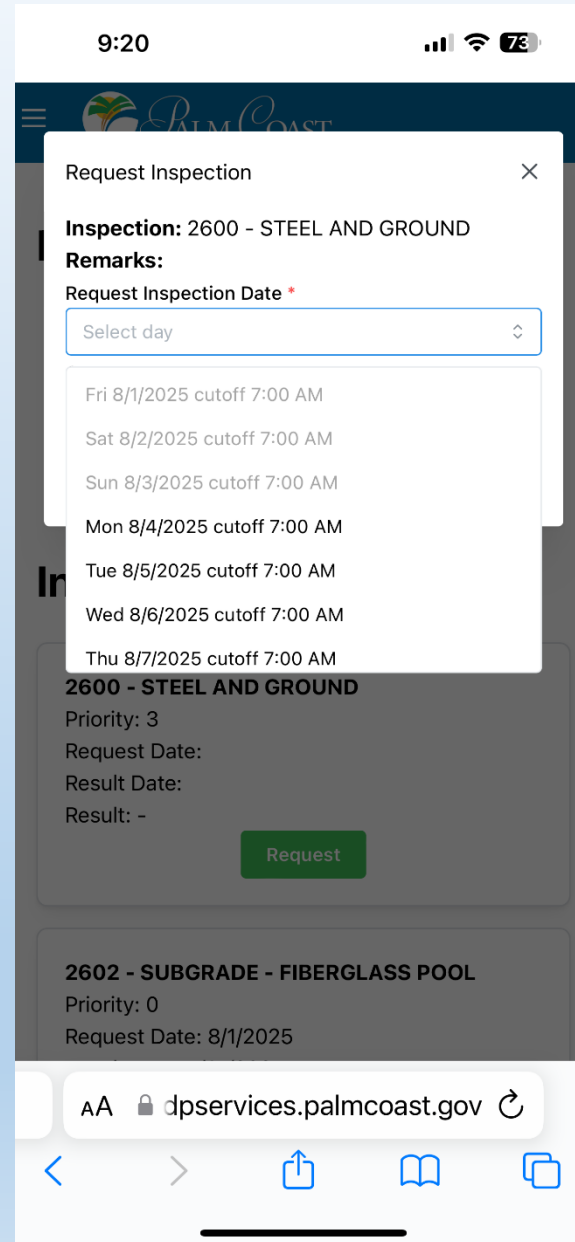 9:20
73
PALM COAST
Request Inspection
Inspection: 2600 - STEEL AND GROUND
Remarks:
Request Inspection Date *
Select day
Fri 8/1/2025 cutoff 7:00 AM
Sat 8/2/2025 cutoff 7:00 AM
Sun 8/3/2025 cutoff 7:00 AM
Mon 8/4/2025 cutoff 7:00 AM
Tue 8/5/2025 cutoff 7:00 AM
Wed 8/6/2025 cutoff 7:00 AM
Thu 8/7/2025 cutoff 7:00 AM
2600 - STEEL AND GROUND
Priority: 3
Request Date:
Result Date:
Result: -
Request
2602 - SUBGRADE - FIBERGLASS POOL
Priority: 0
Request Date: 8/1/2025
AA dpservices.palmcoast.gov